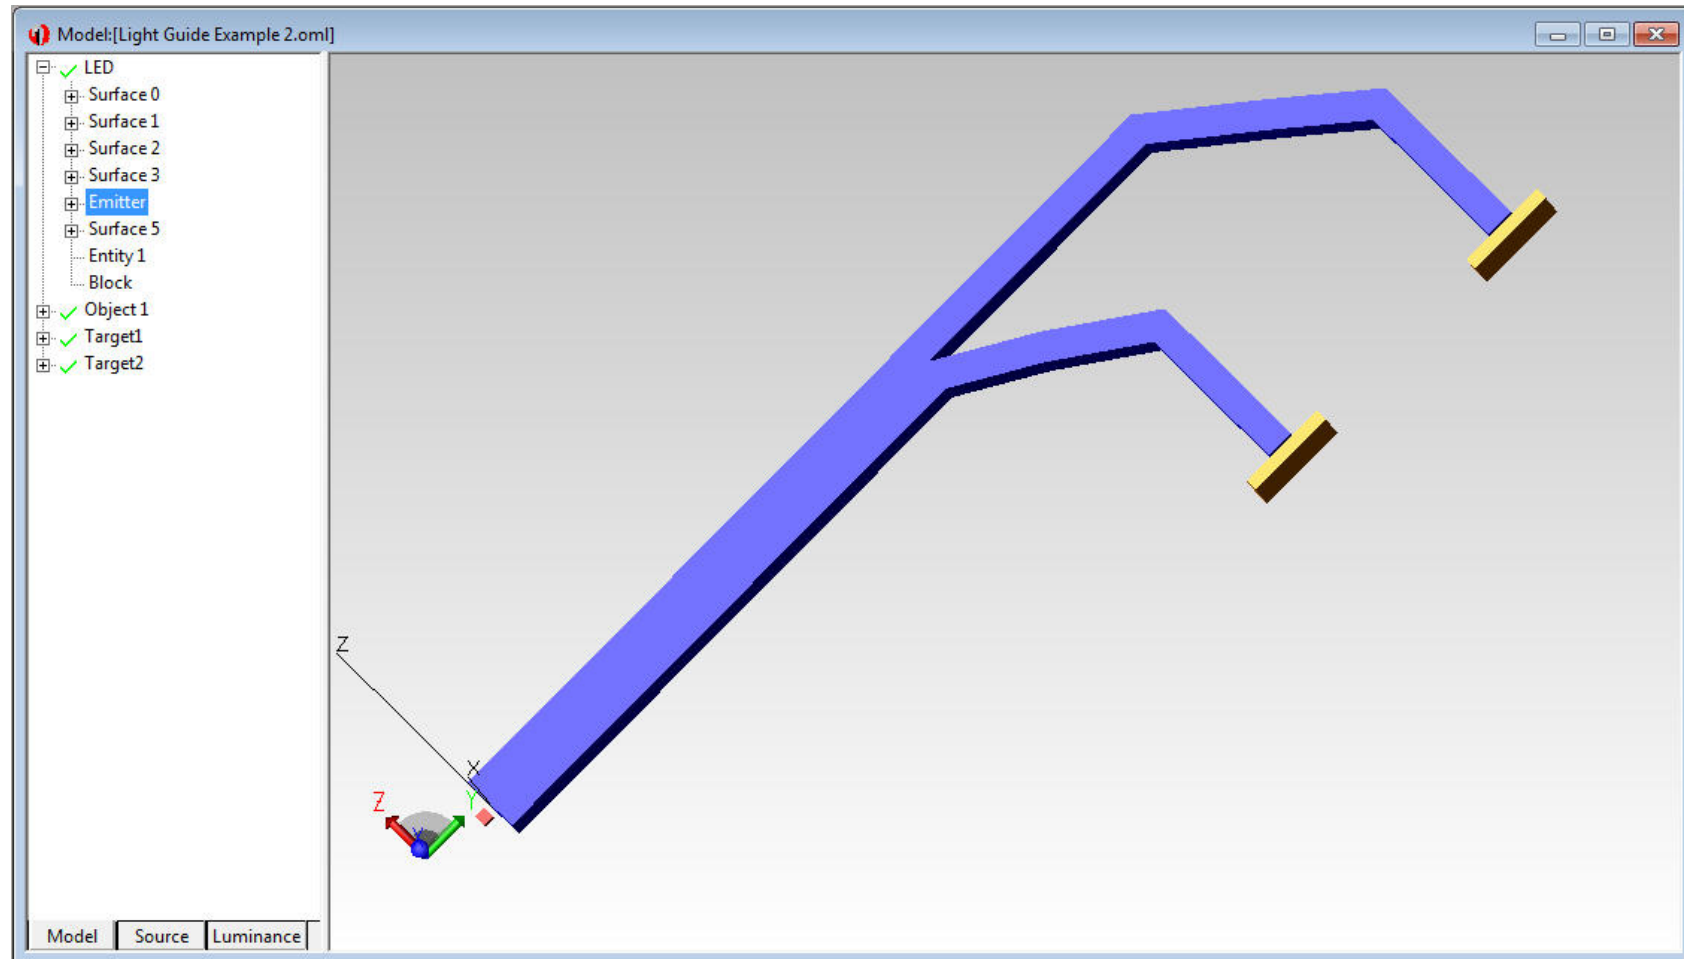 Model:[Light Guide Example 2.oml]
LED
Surface 0
Surface 1
Surface 2
Surface 3
Emitter
Surface 5
Entity 1
Block
Object 1
Target1
Target2
Z
X
Y
Z
Model Source Luminance